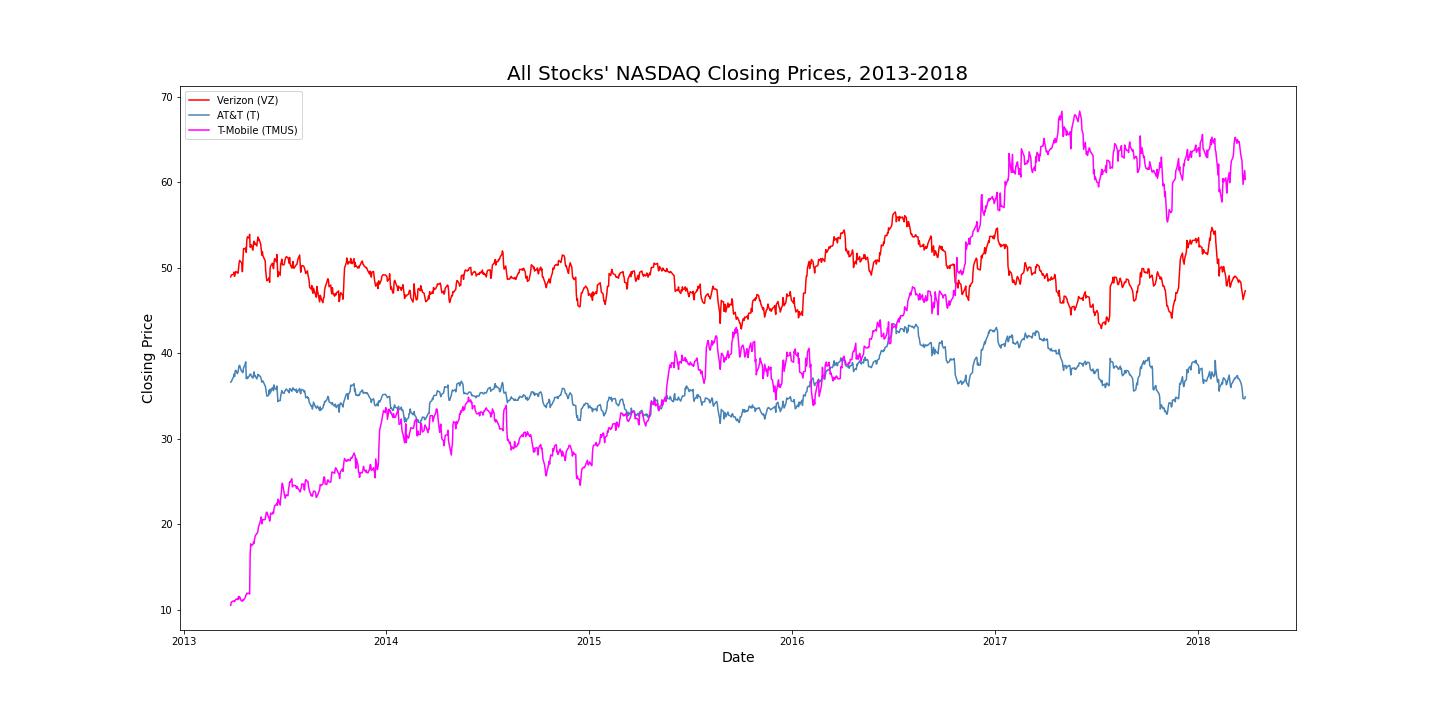 All Stocks' NASDAQ Closing Prices, 2013-2018
Verizon (VZ)
AT&T (T)
T-Mobile (TMUS)
Closing Price
70
60
50
40
30
20
10
2013 2014 2015 2016 2017 2018
Date